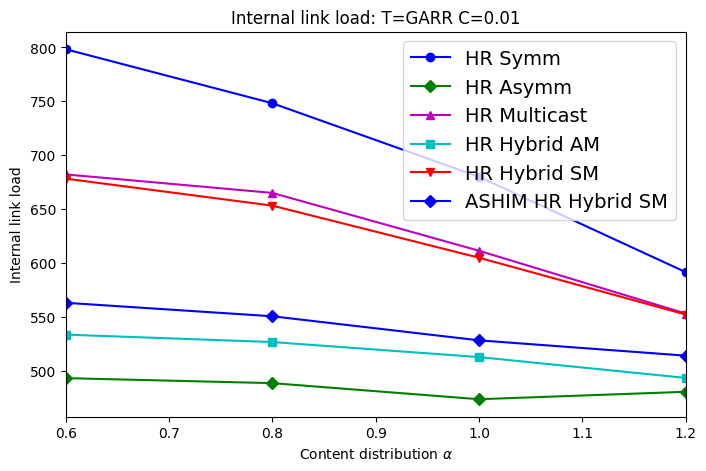 Internal link load: T=GARR C=0.01
Internal link load
800
750
700
650
600
550
500
HR Symm
HR Asymm
HR Multicast
HR Hybrid AM
HR Hybrid SM
ASHIM HR Hybrid SM
0.6 0.7 0.8 0.9 1.0 1.1 1.2
Content distribution α